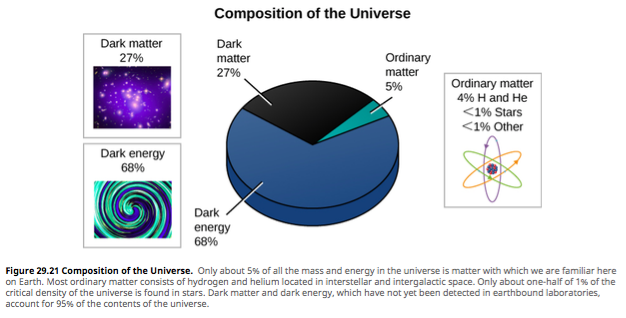 Composition of the Universe
Dark matter
27%
Dark energy
68%
Dark
matter
27%
Ordinary
matter
5%
Dark
energy
68%
Ordinary matter
4% H and He
<1% Stars
<1% Other
Figure 29.21 Composition of the Universe. Only about 5% of all the mass and energy in the universe is matter with which we are familiar here
on Earth. Most ordinary matter consists of hydrogen and helium located in interstellar and intergalactic space. Only about one-half of 1% of the
critical density of the universe is found in stars. Dark matter and dark energy, which have not yet been detected in earthbound laboratories,
account for 95% of the contents of the universe.